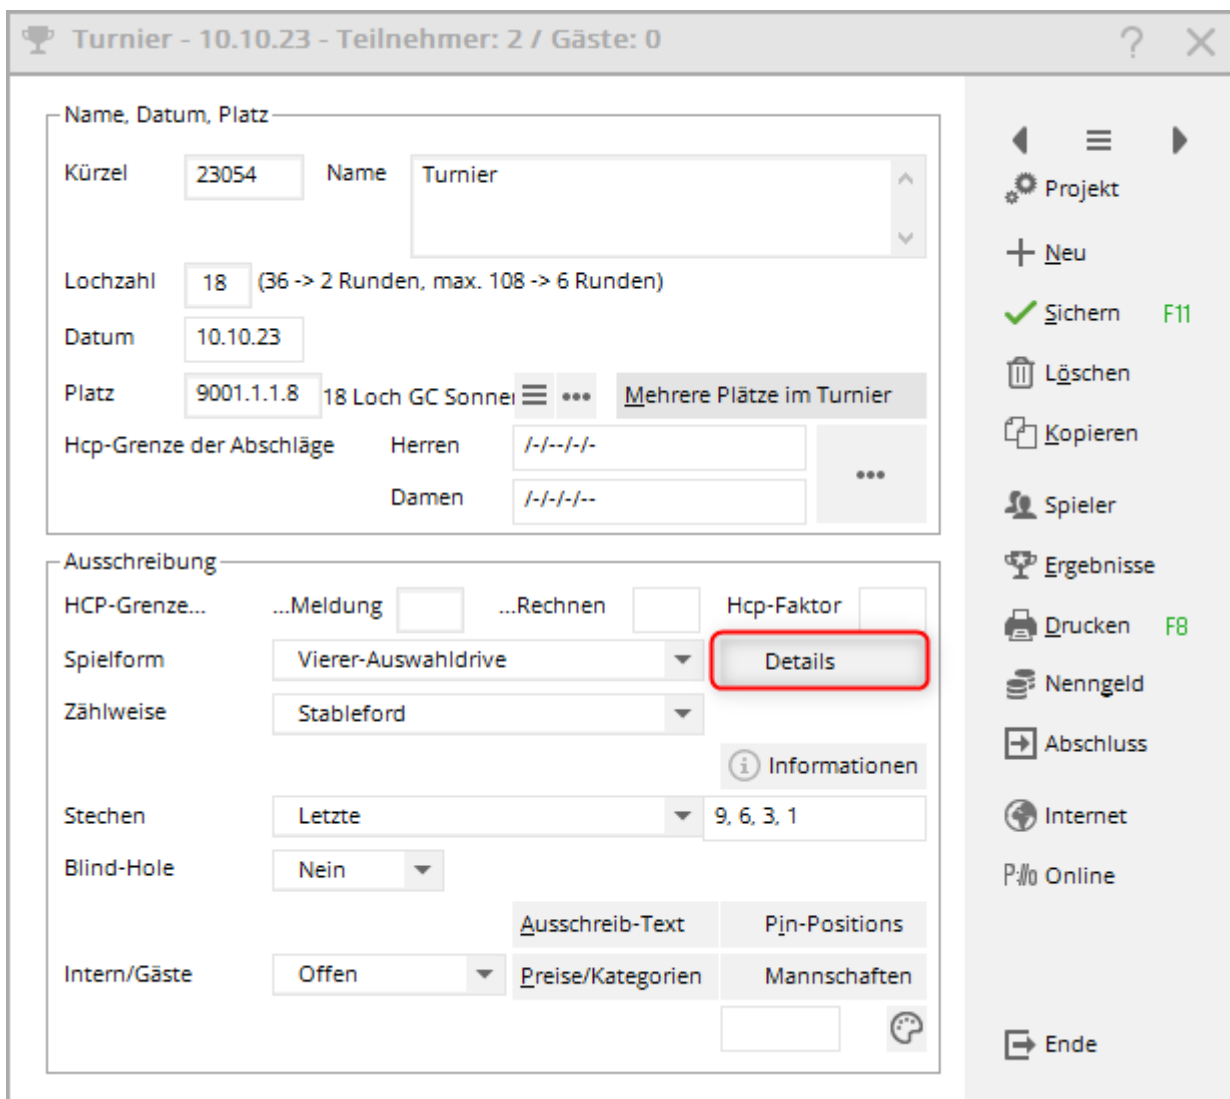 Turnier - 10.10.23 - Teilnehmer: 2 / Gäste: 0
Name, Datum, Platz
Kürzel 23054 Name Turnier
Lochzahl 18 (36 -> 2 Runden, max. 108 -> 6 Runden)
Datum 10.10.23
Platz 9001.1.1.8 18 Loch GC Sonne Mehrere Plätze im Turnier
Hcp-Grenze der Abschläge Herren /-/--/-/-
Damen /-/-/-/--
Ausschreibung
HCP-Grenze... ...Meldung ...Rechnen Hcp-Faktor
Spielform Vierer-Auswahldrive Details
Zählweise Stableford
Informationen
Stechen Letzte 9, 6, 3, 1
Blind-Hole Nein
Ausschreib-Text Pin-Positions
Intern/Gäste Offen Preise/Kategorien Mannschaften
Projekt
Neu
Sichern F11
Löschen
Kopieren
Spieler
Ergebnisse
Drucken F8
Nenngeld
Abschluss
Internet
P:// Online
Ende